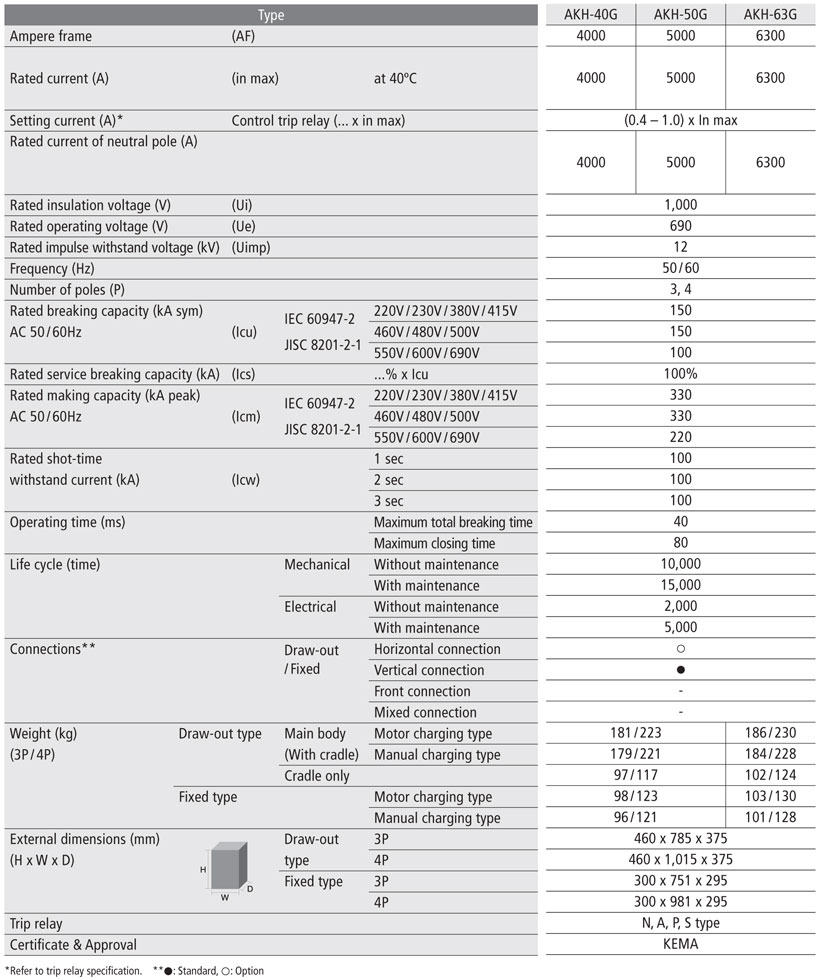 Type AKH-40G AKH-50G AKH-63G
Ampere frame (AF) 4000 5000 6300
Rated current (A) (in max) at 40ºC 4000 5000 6300
Setting current (A)* Control trip relay (... x in max) (0.4 – 1.0) x In max
Rated current of neutral pole (A)
4000 5000 6300
Rated insulation voltage (V) (Ui) 1,000
Rated operating voltage (V) (Ue) 690
Rated impulse withstand voltage (kV) (Uimp) 12
Frequency (Hz) 50/60
Number of poles (P) 3, 4
Rated breaking capacity (kA sym) IEC 60947-2 220V/230V/380V/415V 150
AC 50/60Hz (Icu) 460V/480V/500V 150
JISC 8201-2-1 550V/600V/690V 100
Rated service breaking capacity (kA) (Ics) ...% x Icu 100%
Rated making capacity (kA peak) IEC 60947-2 220V/230V/380V/415V 330
AC 50/60Hz (Icm) 460V/480V/500V 330
JISC 8201-2-1 550V/600V/690V 220
Rated shot-time 1 sec 100
withstand current (kA) (Icw) 2 sec 100
3 sec 100
Operating time (ms) Maximum total breaking time 40
Maximum closing time 80
Life cycle (time) Mechanical Without maintenance 10,000
With maintenance 15,000
Electrical Without maintenance 2,000
With maintenance 5,000
Connections** Draw-out Horizontal connection ○
/Fixed Vertical connection ●
Front connection -
Mixed connection -
Weight (kg) Draw-out type Main body Motor charging type 181/223 186/230
(3P/4P) (With cradle) Manual charging type 179/221 184/228
Cradle only 97/117 102/124
Fixed type Motor charging type 98/123 103/130
Manual charging type 96/121 101/128
External dimensions (mm) Draw-out 3P 460 x 785 x 375
(H x W x D) H W D type 4P 460 x 1,015 x 375
Fixed type 3P 300 x 751 x 295
4P 300 x 981 x 295
Trip relay N, A, P, S type
Certificate & Approval KEMA
*Refer to trip relay specification. **●: Standard, ○: Option